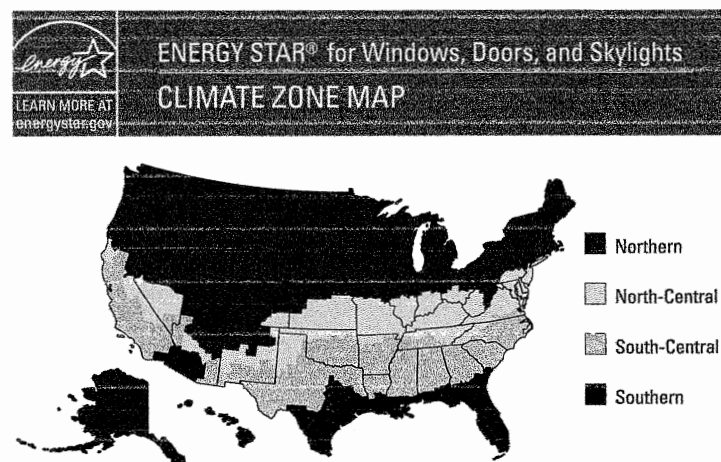 energy
LEARN MORE AT
energystar.gov
ENERGY STAR® for Windows, Doors, and Skylights
CLIMATE ZONE MAP
Northern
North-Central
South-Central
Southern